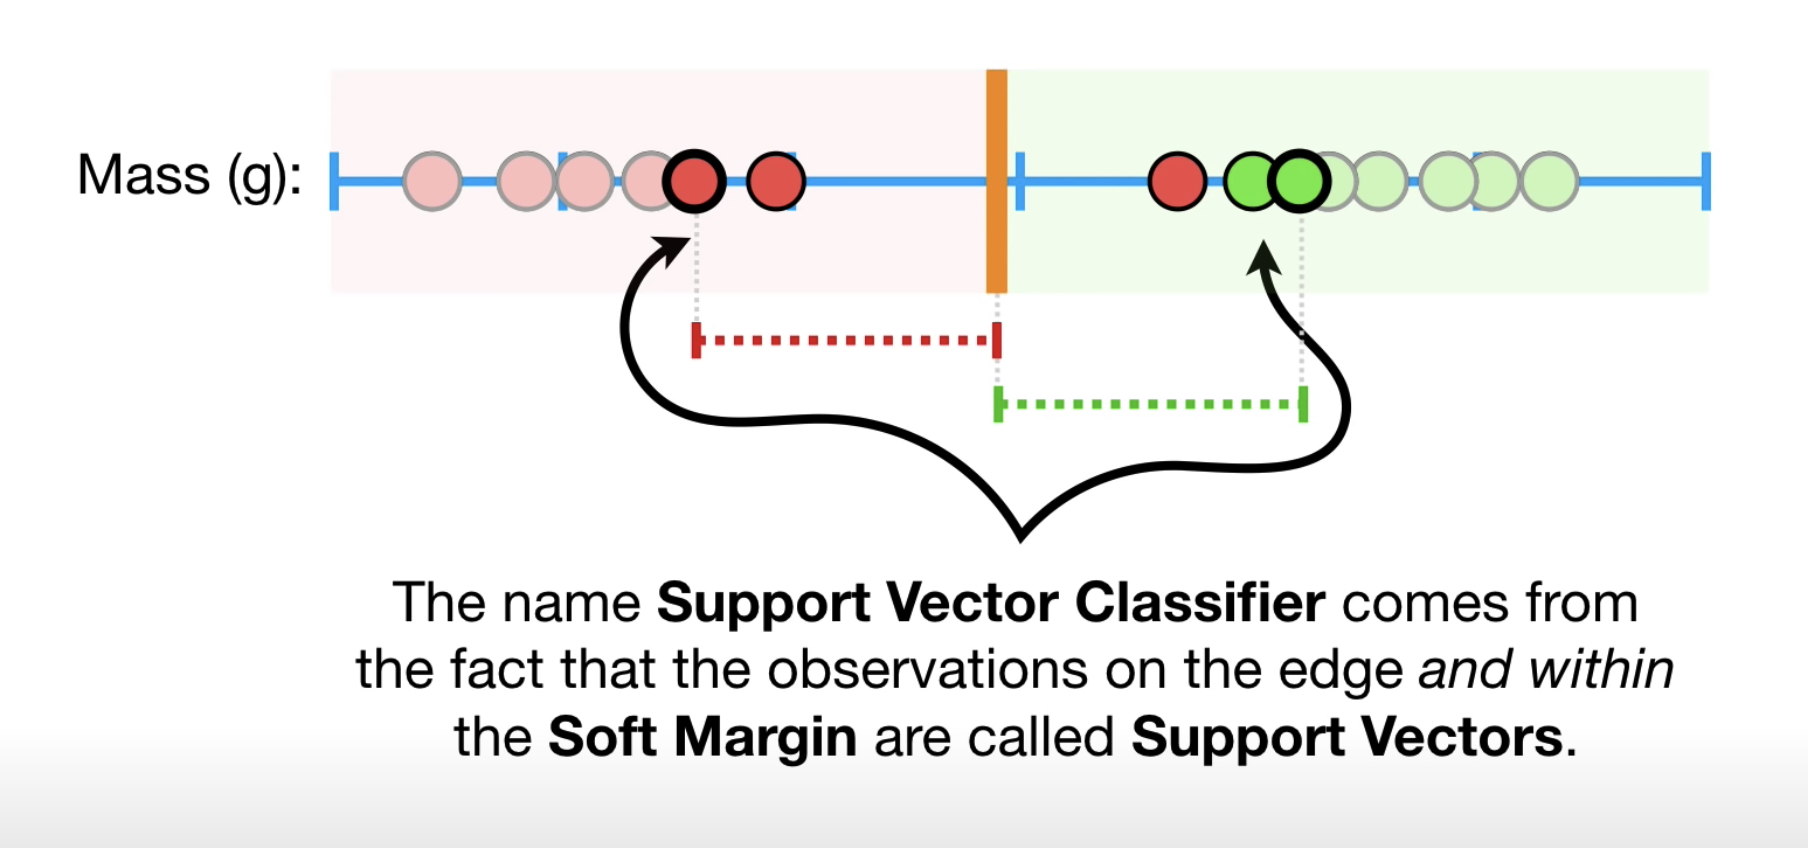 Mass (g):
The name Support Vector Classifier comes from
the fact that the observations on the edge and within
the Soft Margin are called Support Vectors.